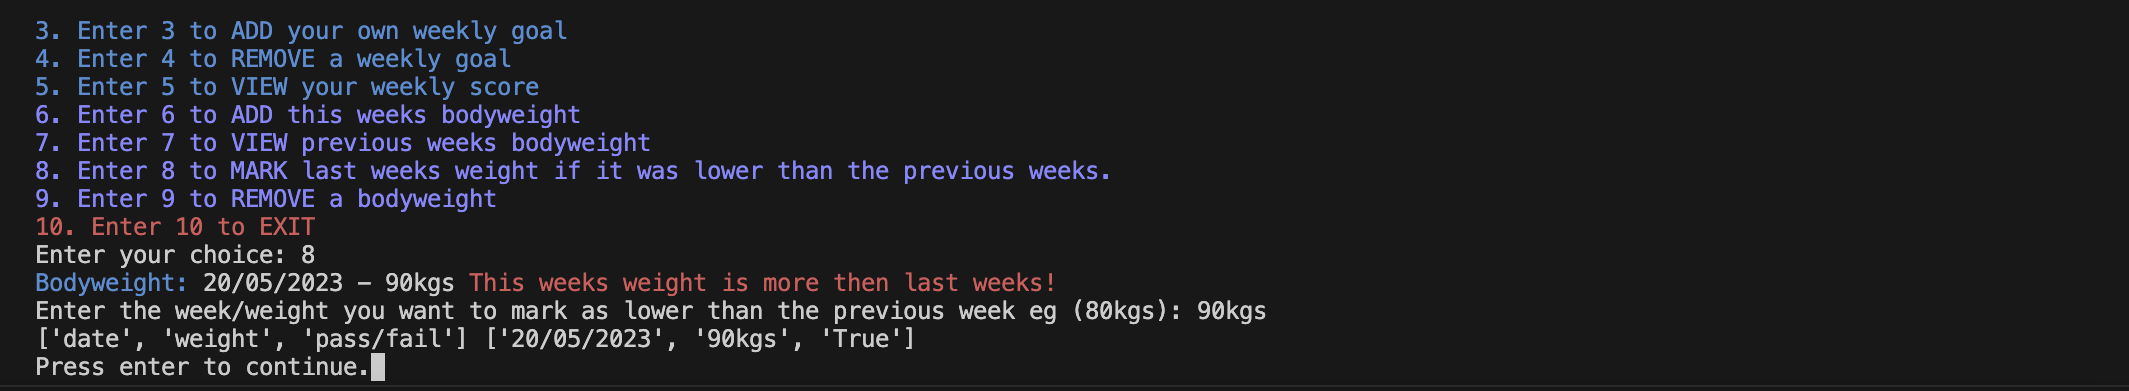 3. Enter 3 to ADD your own weekly goal
4. Enter 4 to REMOVE a weekly goal
5. Enter 5 to VIEW your weekly score
6. Enter 6 to ADD this weeks bodyweight
7. Enter 7 to VIEW previous weeks bodyweight
8. Enter 8 to MARK last weeks weight if it was lower than the previous weeks.
9. Enter 9 to REMOVE a bodyweight
10. Enter 10 to EXIT
Enter your choice: 8
Bodyweight: 20/05/2023 – 90kgs This weeks weight is more then last weeks!
Enter the week/weight you want to mark as lower than the previous week eg (80kgs): 90kgs
['date', 'weight', 'pass/fail'] ['20/05/2023', '90kgs', 'True']
Press enter to continue.